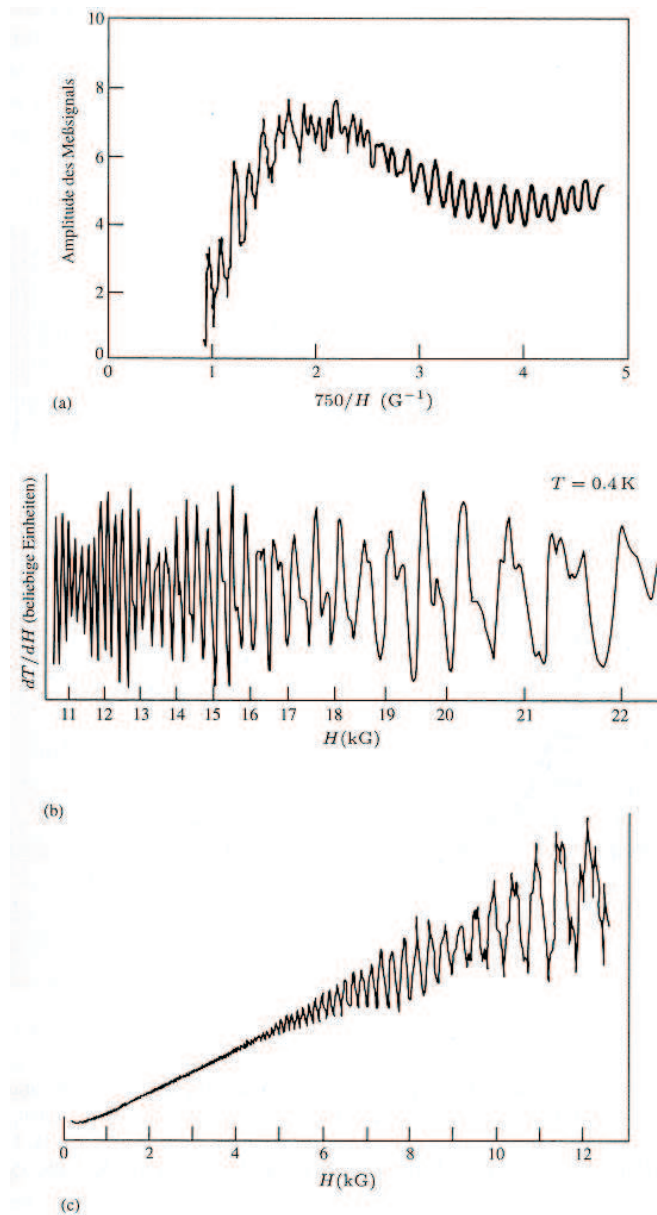 Amplitude des Meßsignals
10
8
6
4
2
0
0 1 2 3 4 5
(a)
750/H (G⁻¹)
dT/dH (beliebige Einheiten)
T = 0.4 K
11 12 13 14 15 16 17 18 19 20 21 22
H(kG)
(b)
0 2 4 6 8 10 12
H(kG)
(c)